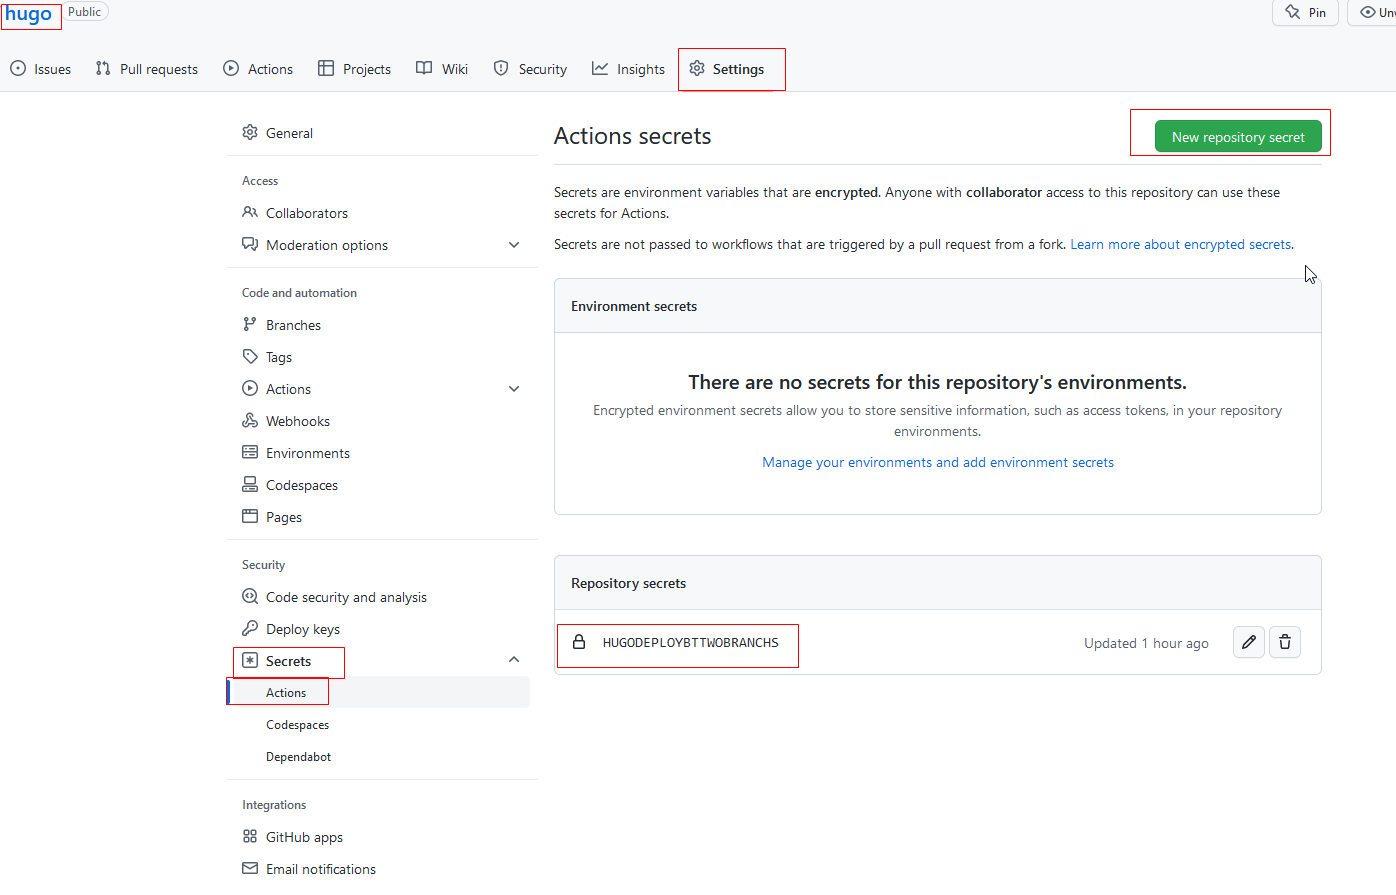 hugo Public
Pin
Issues Pull requests Actions Projects Wiki Security Insights Settings
General
Access
Collaborators
Moderation options
Code and automation
Branches
Tags
Actions
Webhooks
Environments
Codespaces
Pages
Security
Code security and analysis
Deploy keys
Secrets
Actions
Codespaces
Dependabot
Integrations
GitHub apps
Email notifications
Actions secrets
New repository secret
Secrets are environment variables that are encrypted. Anyone with collaborator access to this repository can use these
secrets for Actions.
Secrets are not passed to workflows that are triggered by a pull request from a fork. Learn more about encrypted secrets.
Environment secrets
There are no secrets for this repository's environments.
Encrypted environment secrets allow you to store sensitive information, such as access tokens, in your repository
environments.
Manage your environments and add environment secrets
Repository secrets
HUGODEPLOYBTTWOBRANCHS
Updated 1 hour ago